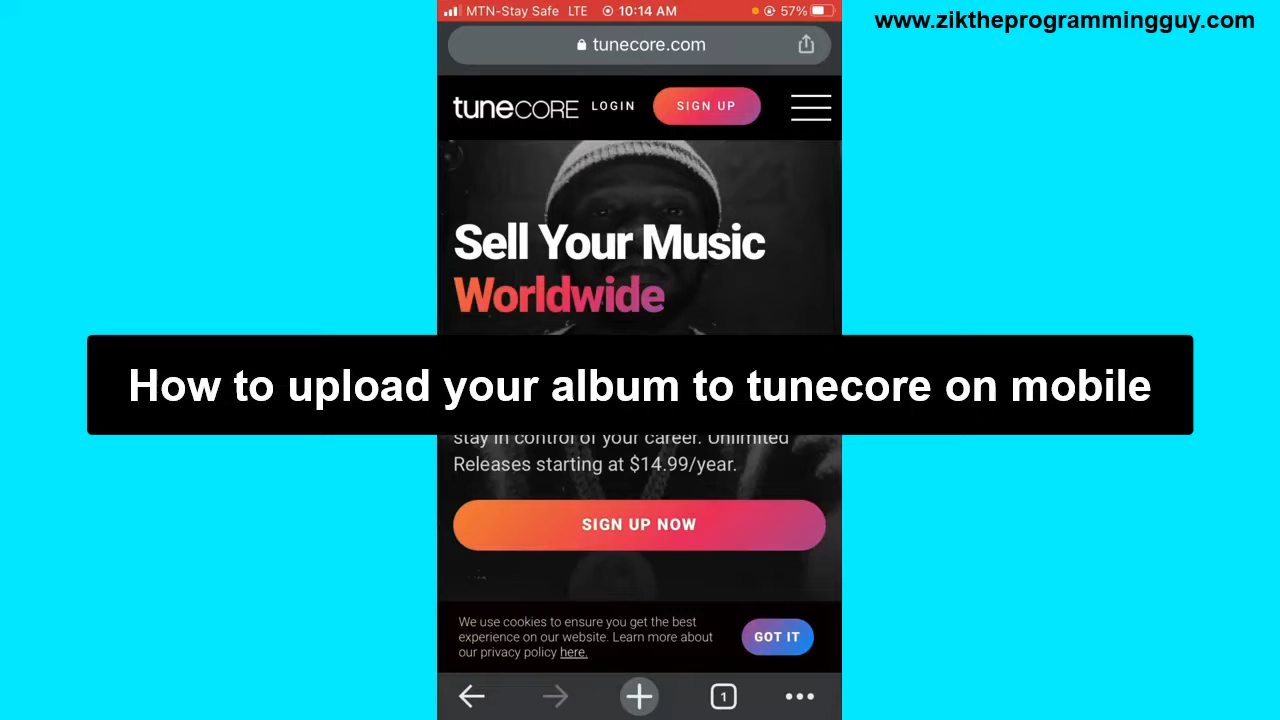 MTN-Stay Safe LTE 10:14 AM 57%
www.ziktheprogrammingguy.com
tunecore.com
tuneCORE LOGIN SIGN UP
Sell Your Music
Worldwide
How to upload your album to tunecore on mobile
stay in control of your career. Unlimited
Releases starting at $14.99/year.
SIGN UP NOW
We use cookies to ensure you get the best
experience on our website. Learn more about
our privacy policy here.
GOT IT
1